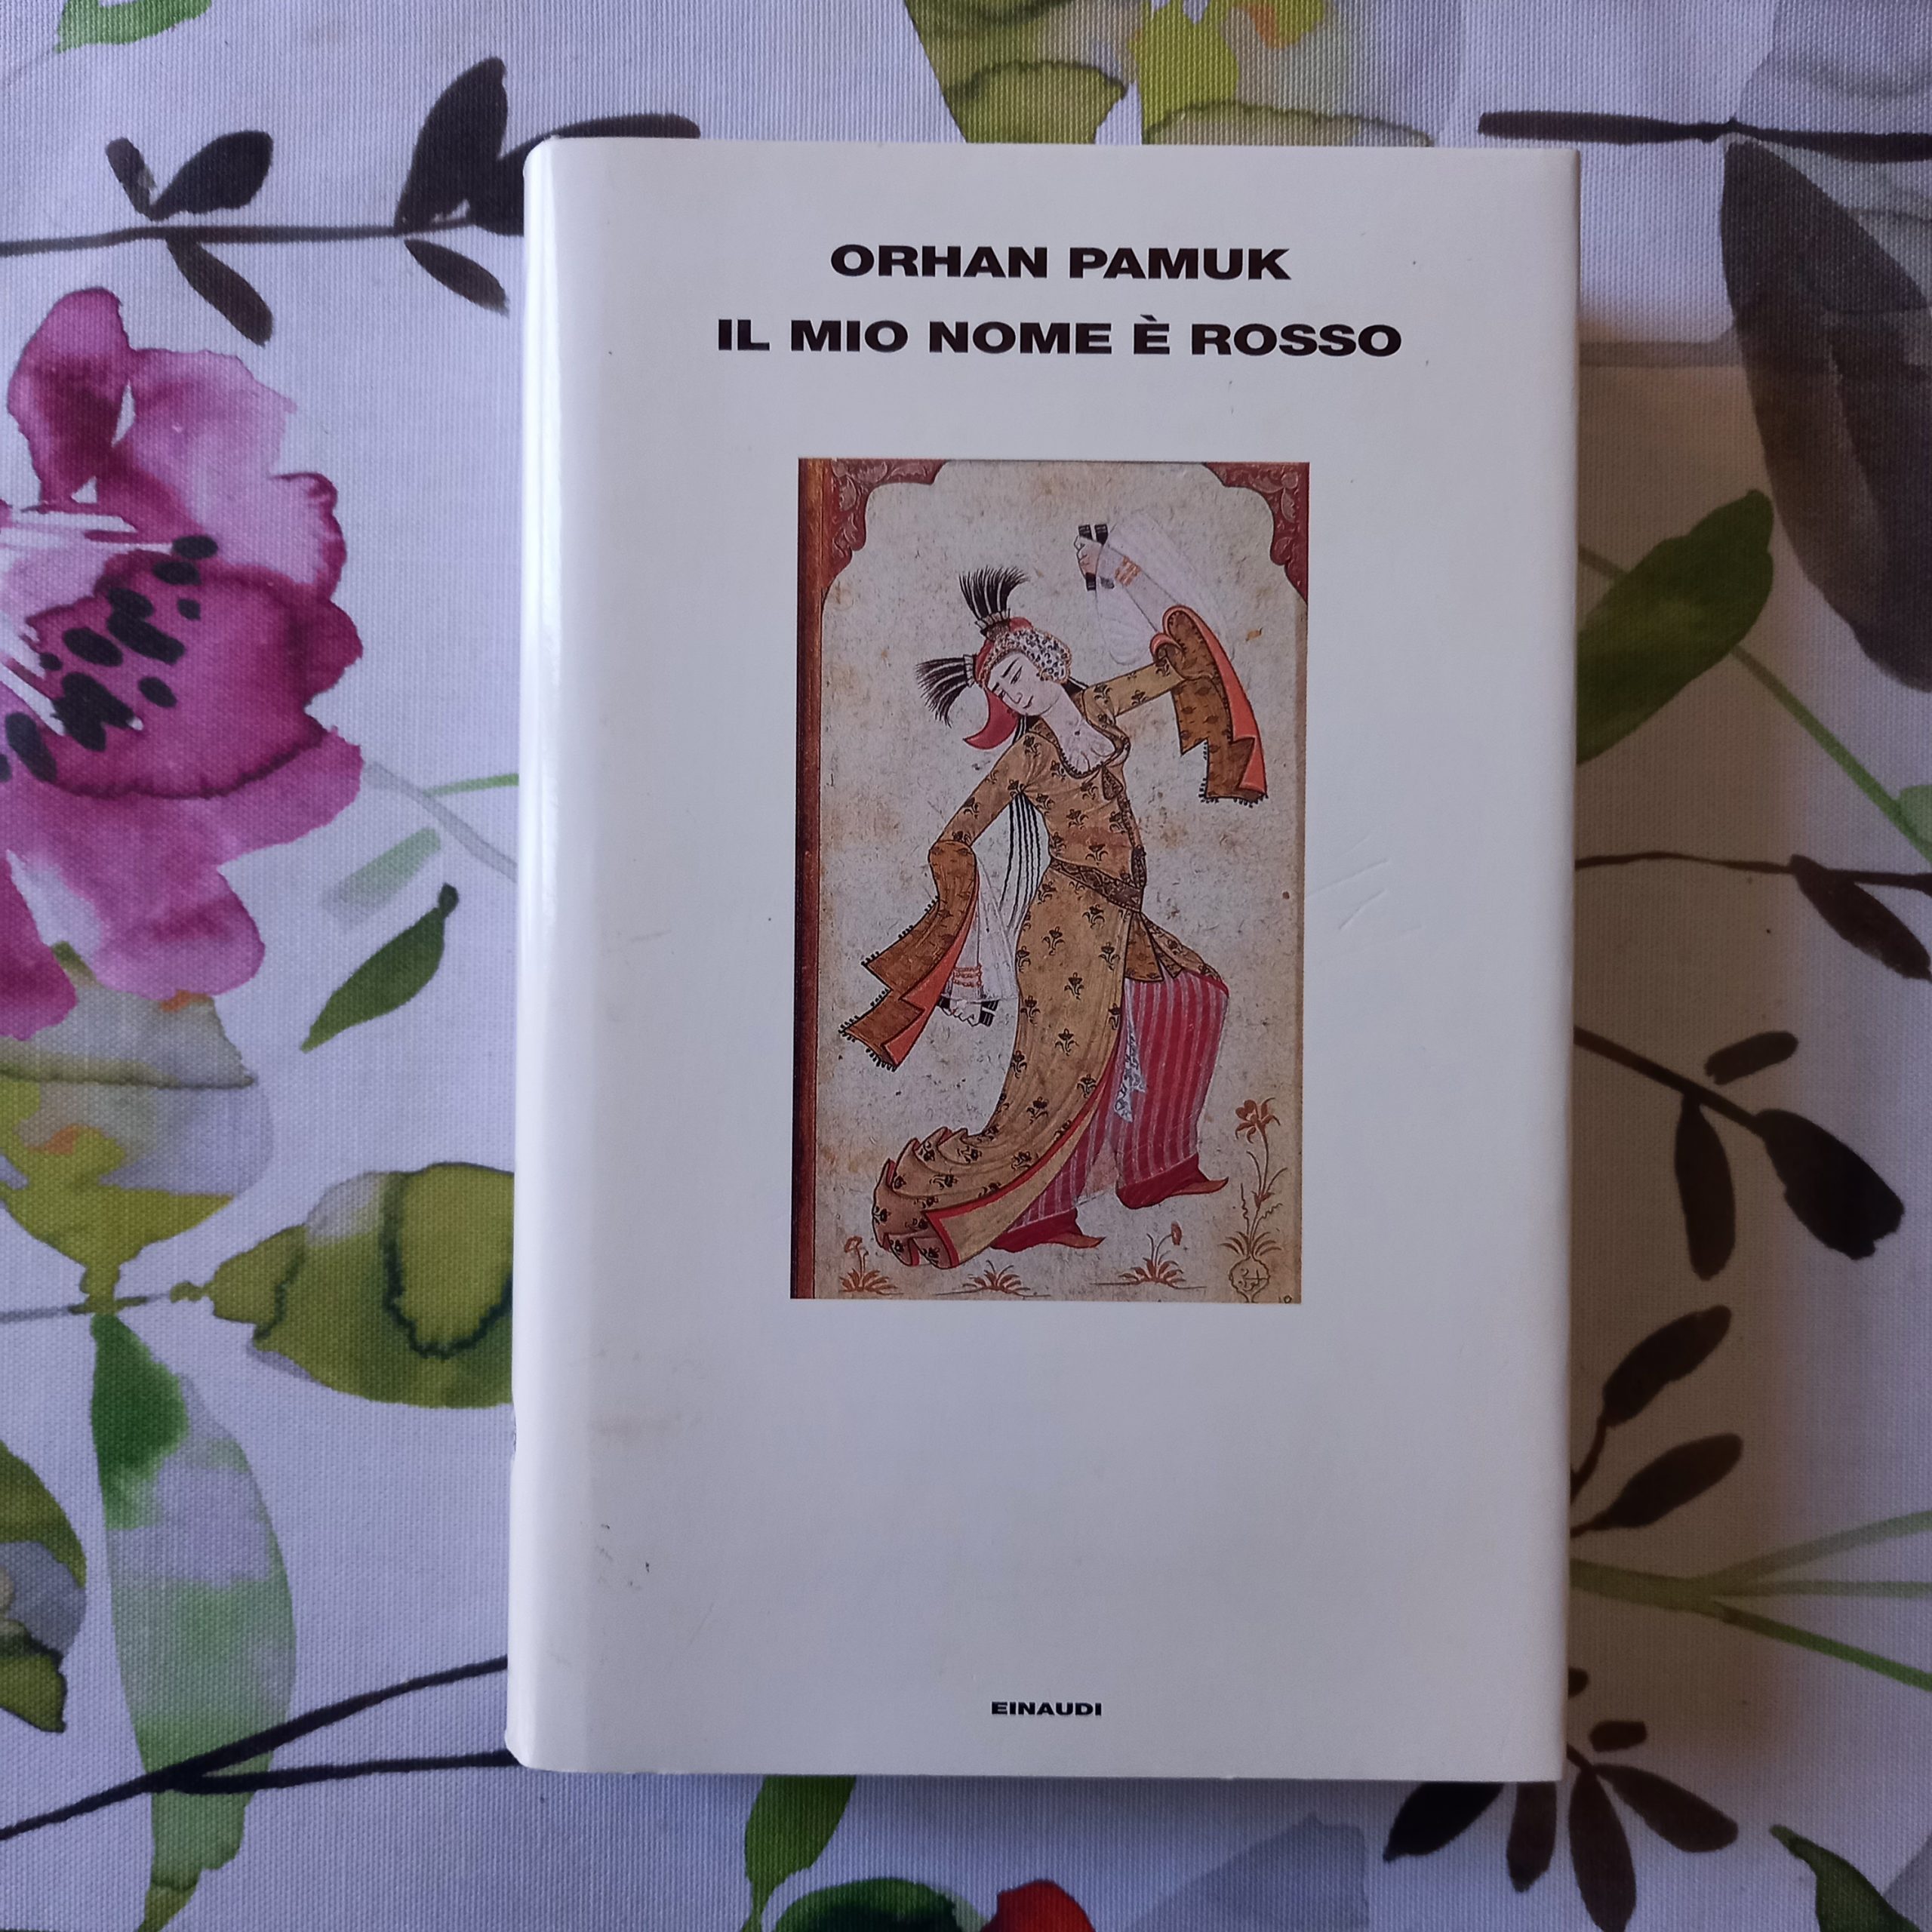 ORHAN PAMUK
IL MIO NOME È ROSSO
EINAUDI